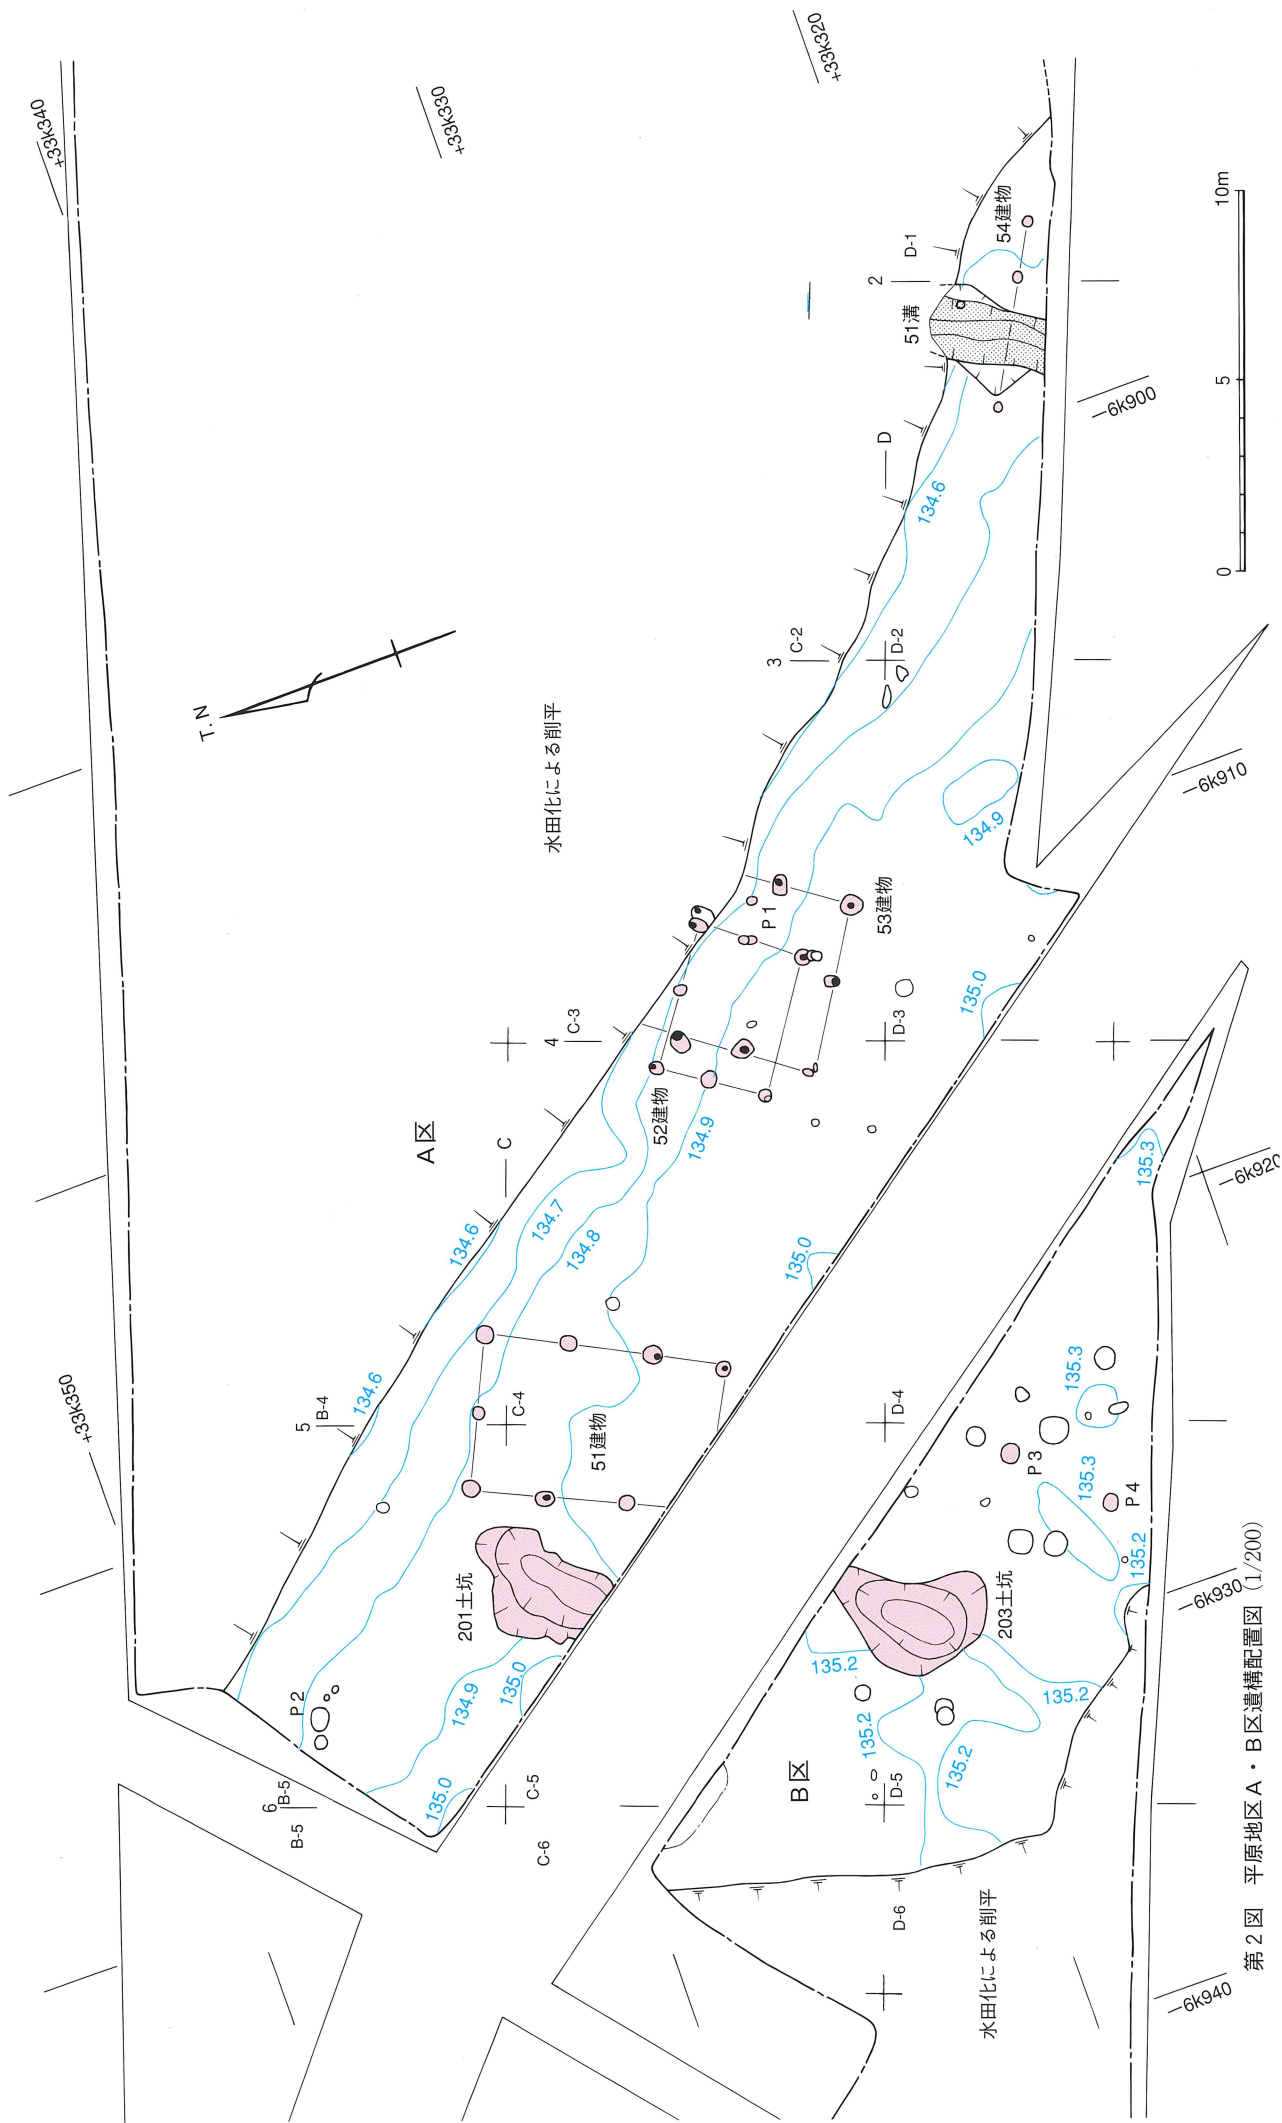 +33k340
+33k330
+33k320
T.N
水田化による削平
+33k350
A区
B-4
5
134.6
134.6
C
C-3
4
C-2
3
D
D-1
2
51溝
54建物
134.6
D-2
−6k900
134.7
134.8
52建物
134.9
P1
53建物
D-3
134.9
135.0
−6k910
P2
6
B-5
B-5
201土坑
C-4
51建物
135.0
134.9
135.0
135.0
C-5
C-6
D-4
B区
D-5
D-6
135.2
135.2
135.2
135.2
203土坑
P3
135.3
135.3
P4
135.2
135.3
−6k920
−6k930
−6k940
水田化による削平
0
5
10m
第2図 平原地区A・B区遺構配置図(1/200)